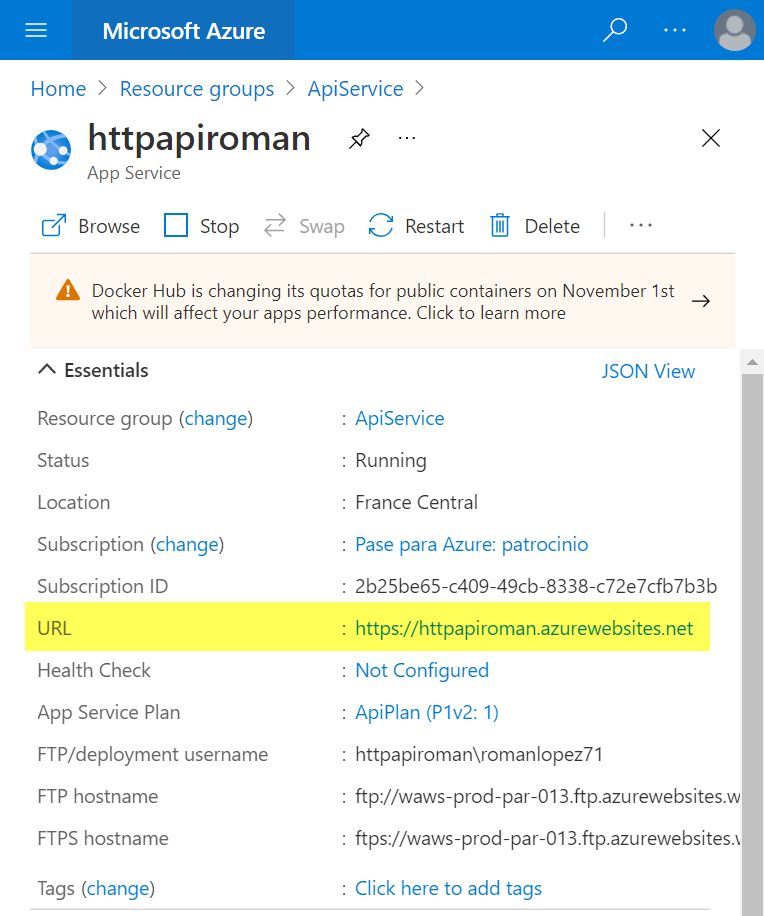 Microsoft Azure
Home > Resource groups > ApiService >
httpapiroman
App Service
Browse Stop Swap Restart Delete
Docker Hub is changing its quotas for public containers on November 1st
which will affect your apps performance. Click to learn more
Essentials JSON View
Resource group (change) : ApiService
Status : Running
Location : France Central
Subscription (change) : Pase para Azure: patrocinio
Subscription ID : 2b25be65-c409-49cb-8338-c72e7cfb7b3b
URL : https://httpapiroman.azurewebsites.net
Health Check : Not Configured
App Service Plan : ApiPlan (P1v2: 1)
FTP/deployment username : httpapiroman\romanlopez71
FTP hostname : ftp://waws-prod-par-013.ftp.azurewebsites.w
FTPS hostname : ftps://waws-prod-par-013.ftp.azurewebsites.
Tags (change) : Click here to add tags